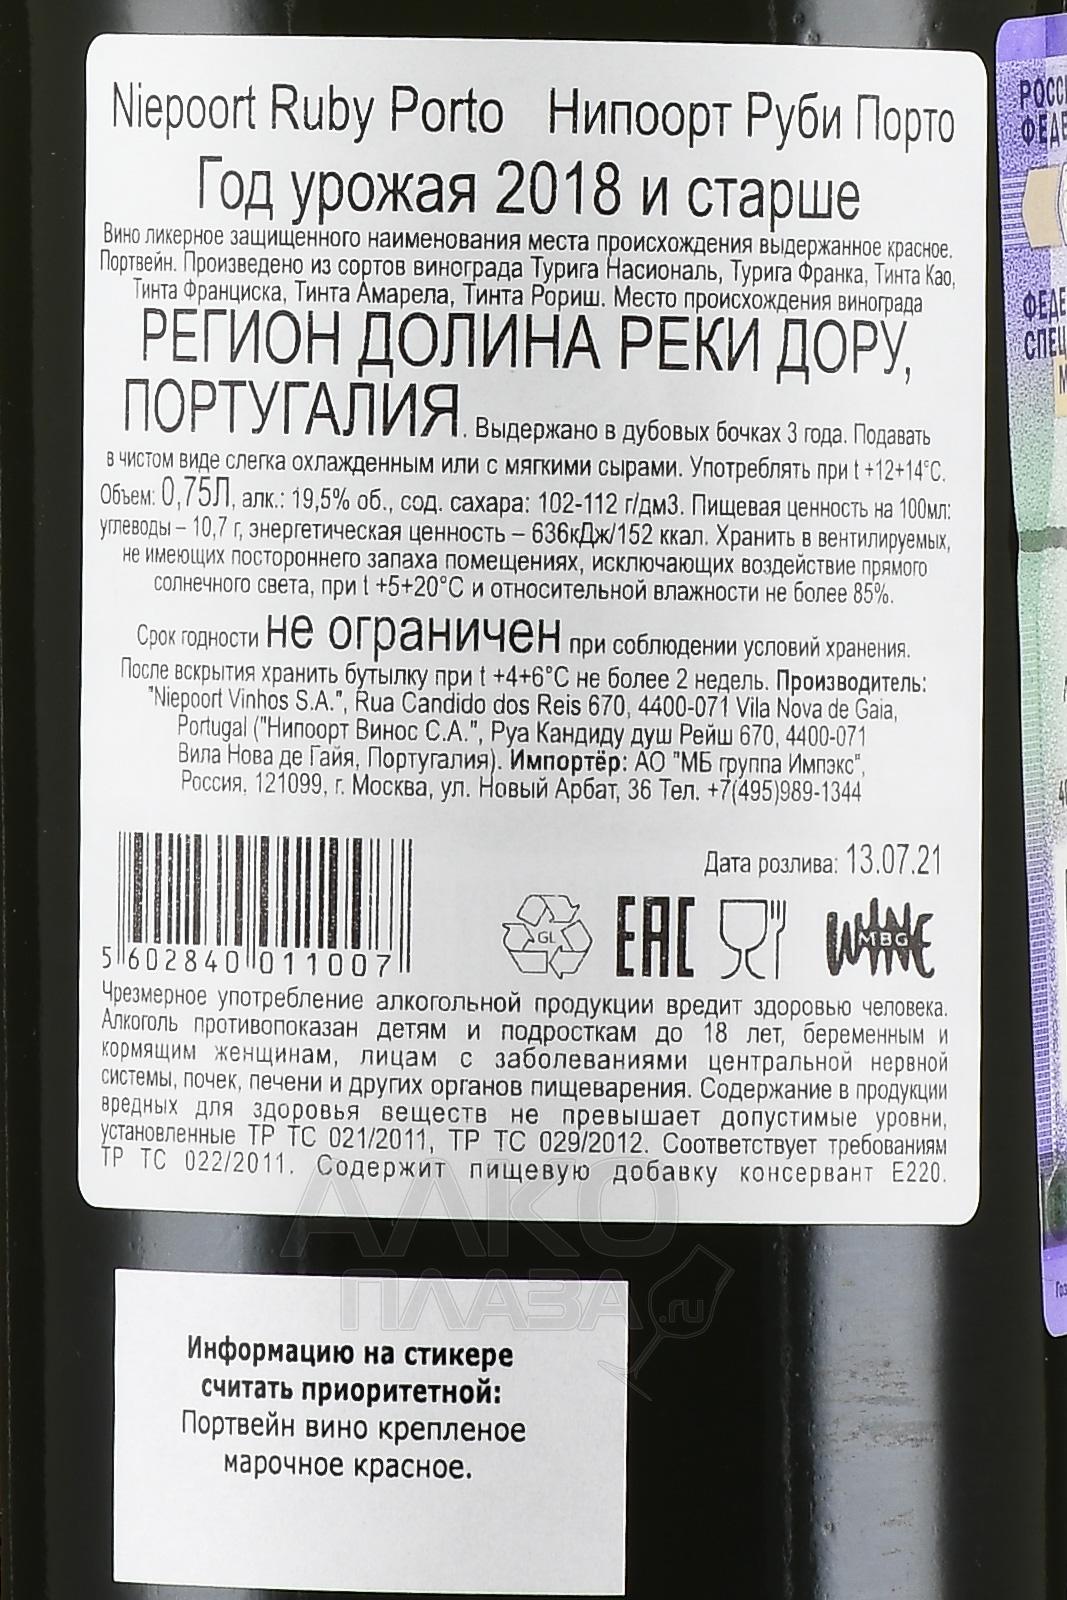 Niepoort Ruby Porto   Нипоорт Руби Порто
Год урожая 2018 и старше
Вино ликерное защищенного наименования места происхождения выдержанное красное.
Портвейн. Произведено из сортов винограда Турига Насиональ, Турига Франка, Тинта Као,
Тинта Франциска, Тинта Амарела, Тинта Рориш. Место происхождения винограда
РЕГИОН ДОЛИНА РЕКИ ДОРУ,
ПОРТУГАЛИЯ. Выдержано в дубовых бочках 3 года. Подавать
в чистом виде слегка охлажденным или с мягкими сырами. Употреблять при t +12+14°С.
Объем: 0,75Л, алк.: 19,5% об., сод. сахара: 102-112 г/дм3. Пищевая ценность на 100мл:
углеводы – 10,7 г, энергетическая ценность – 636кДж/152 ккал. Хранить в вентилируемых,
не имеющих постороннего запаха помещениях, исключающих воздействие прямого
солнечного света, при t +5+20°С и относительной влажности не более 85%.
Срок годности не ограничен при соблюдении условий хранения.
После вскрытия хранить бутылку при t +4+6°С не более 2 недель. Производитель:
"Niepoort Vinhos S.A.", Rua Candido dos Reis 670, 4400-071 Vila Nova de Gaia,
Portugal ("Нипоорт Винос С.А.", Руа Кандиду душ Рейш 670, 4400-071
Вила Нова де Гайя, Португалия). Импортёр: АО "МБ группа Импэкс",
Россия, 121099, г. Москва, ул. Новый Арбат, 36 Тел. +7(495)989-1344
Дата розлива: 13.07.21
5 602840 011007
GL
EAC
WINE
MBG
Чрезмерное употребление алкогольной продукции вредит здоровью человека.
Алкоголь противопоказан детям и подросткам до 18 лет, беременным и
кормящим женщинам, лицам с заболеваниями центральной нервной
системы, почек, печени и других органов пищеварения. Содержание в продукции
вредных для здоровья веществ не превышает допустимые уровни,
установленные ТР ТС 021/2011, ТР ТС 029/2012. Соответствует требованиям
ТР ТС 022/2011. Содержит пищевую добавку консервант Е220.
АЛКО
ПЛАЗА.ru
Информацию на стикере
считать приоритетной:
Портвейн вино крепленое
марочное красное.